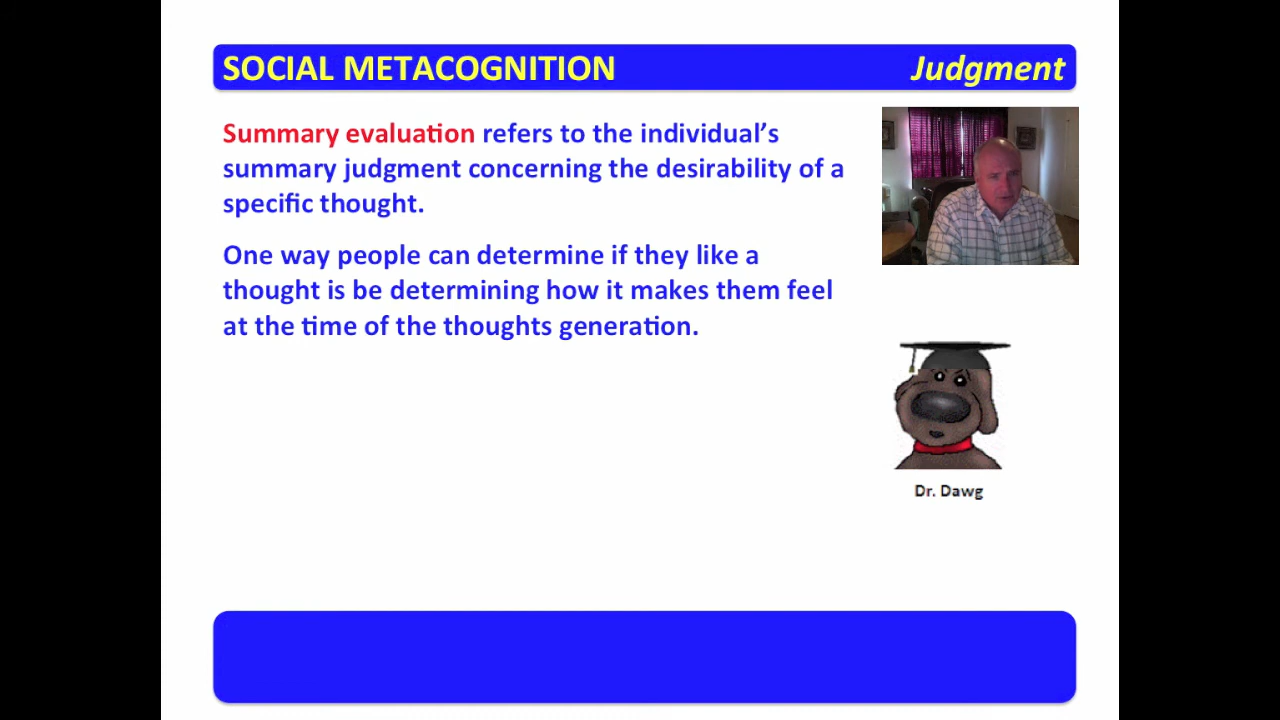 SOCIAL METACOGNITION Judgment
Summary evaluation refers to the individual’s
summary judgment concerning the desirability of a
specific thought.
One way people can determine if they like a
thought is be determining how it makes them feel
at the time of the thoughts generation.
Dr. Dawg